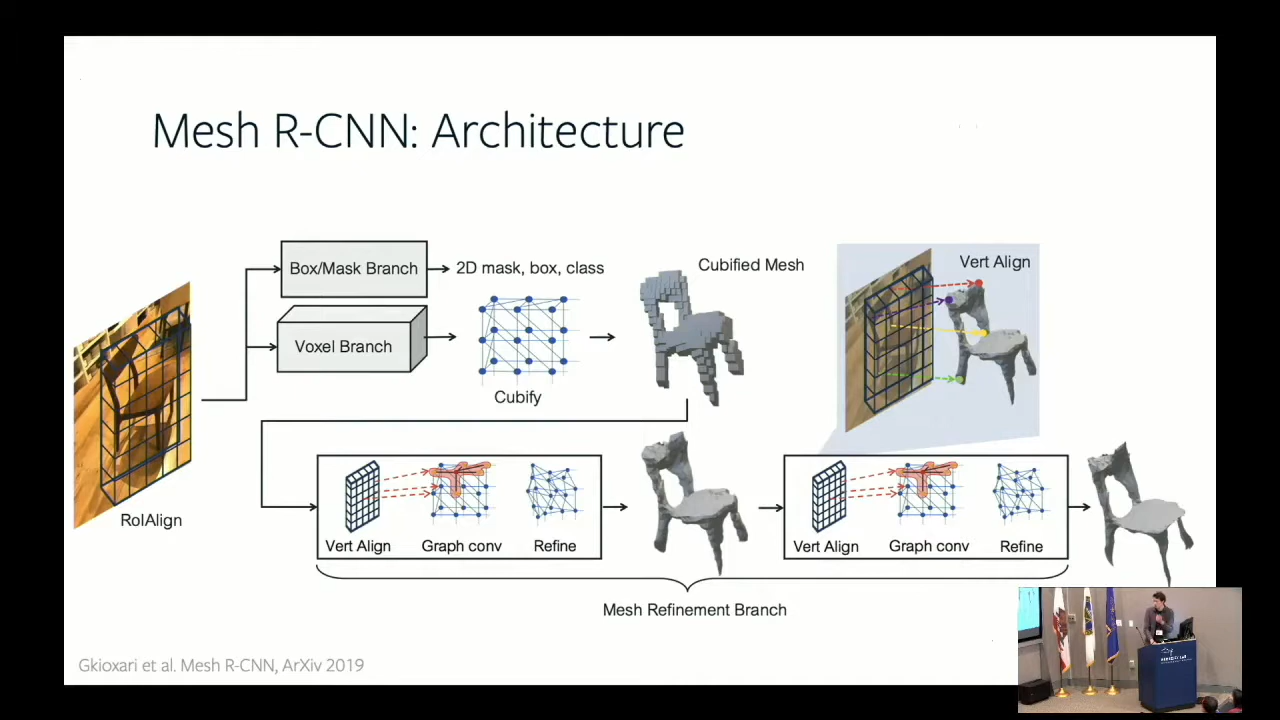 Mesh R-CNN: Architecture
Box/Mask Branch
2D mask, box, class
Cubified Mesh
Vert Align
Voxel Branch
Cubify
RoIAlign
Vert Align
Graph conv
Refine
Vert Align
Graph conv
Refine
Mesh Refinement Branch
Gkioxari et al. Mesh R-CNN, ArXiv 2019